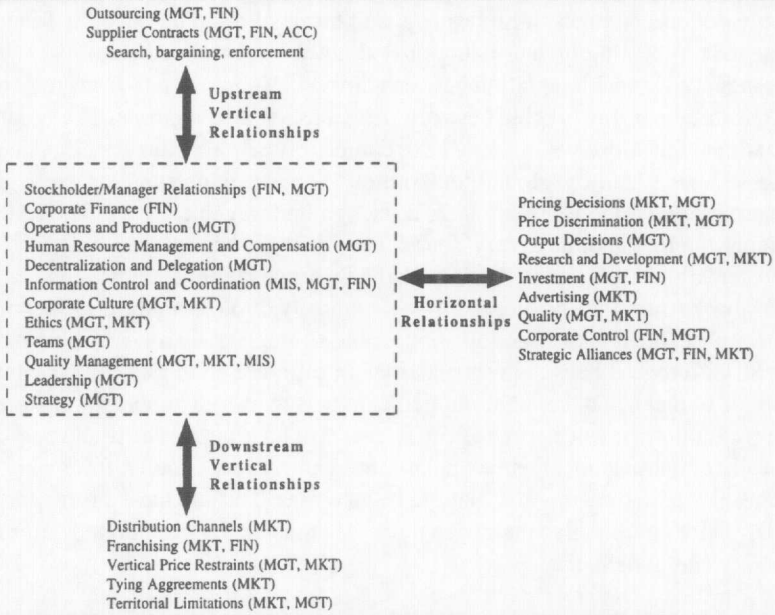 Outsourcing (MGT, FIN)
Supplier Contracts (MGT, FIN, ACC)
Search, bargaining, enforcement
Upstream
Vertical
Relationships
Stockholder/Manager Relationships (FIN, MGT)
Corporate Finance (FIN)
Operations and Production (MGT)
Human Resource Management and Compensation (MGT)
Decentralization and Delegation (MGT)
Information Control and Coordination (MIS, MGT, FIN)
Corporate Culture (MGT, MKT)
Ethics (MGT, MKT)
Teams (MGT)
Quality Management (MGT, MKT, MIS)
Leadership (MGT)
Strategy (MGT)
Horizontal
Relationships
Pricing Decisions (MKT, MGT)
Price Discrimination (MKT, MGT)
Output Decisions (MGT)
Research and Development (MGT, MKT)
Investment (MGT, FIN)
Advertising (MKT)
Quality (MGT, MKT)
Corporate Control (FIN, MGT)
Strategic Alliances (MGT, FIN, MKT)
Downstream
Vertical
Relationships
Distribution Channels (MKT)
Franchising (MKT, FIN)
Vertical Price Restraints (MGT, MKT)
Tying Aggreements (MKT)
Territorial Limitations (MKT, MGT)